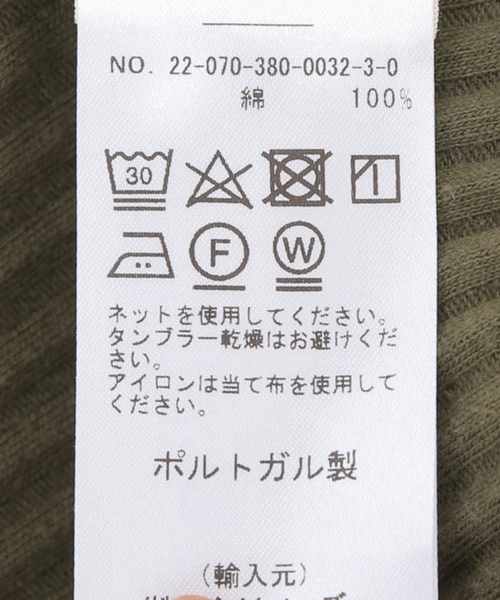 NO. 22-070-380-0032-3-0
綿 100%
30
F W
ネットを使用してください。
タンブラー乾燥はお避けくだ
さい。
アイロンは当て布を使用して
ください。
ポルトガル製
(輸入元)